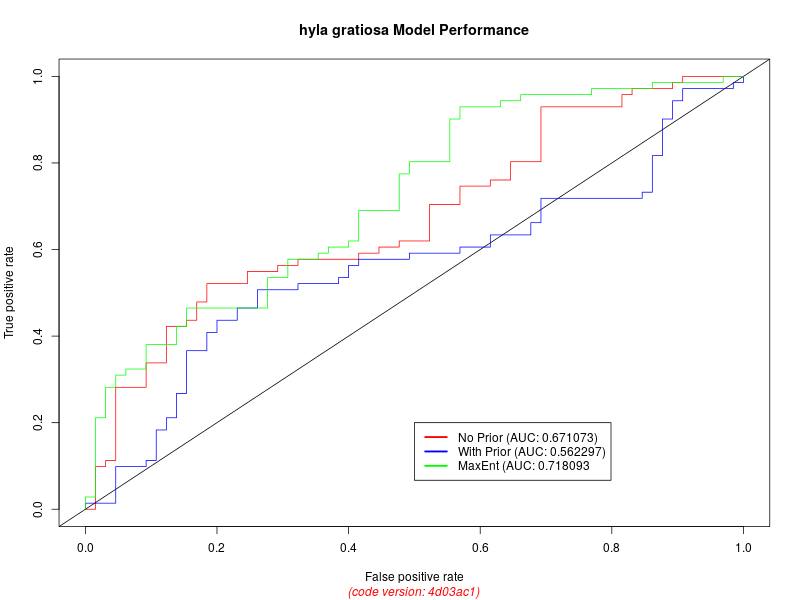 hyla gratiosa Model Performance
True positive rate
1.0
0.8
0.6
0.4
0.2
0.0
No Prior (AUC: 0.671073)
With Prior (AUC: 0.562297)
MaxEnt (AUC: 0.718093
0.0 0.2 0.4 0.6 0.8 1.0
False positive rate
(code version: 4d03ac1)